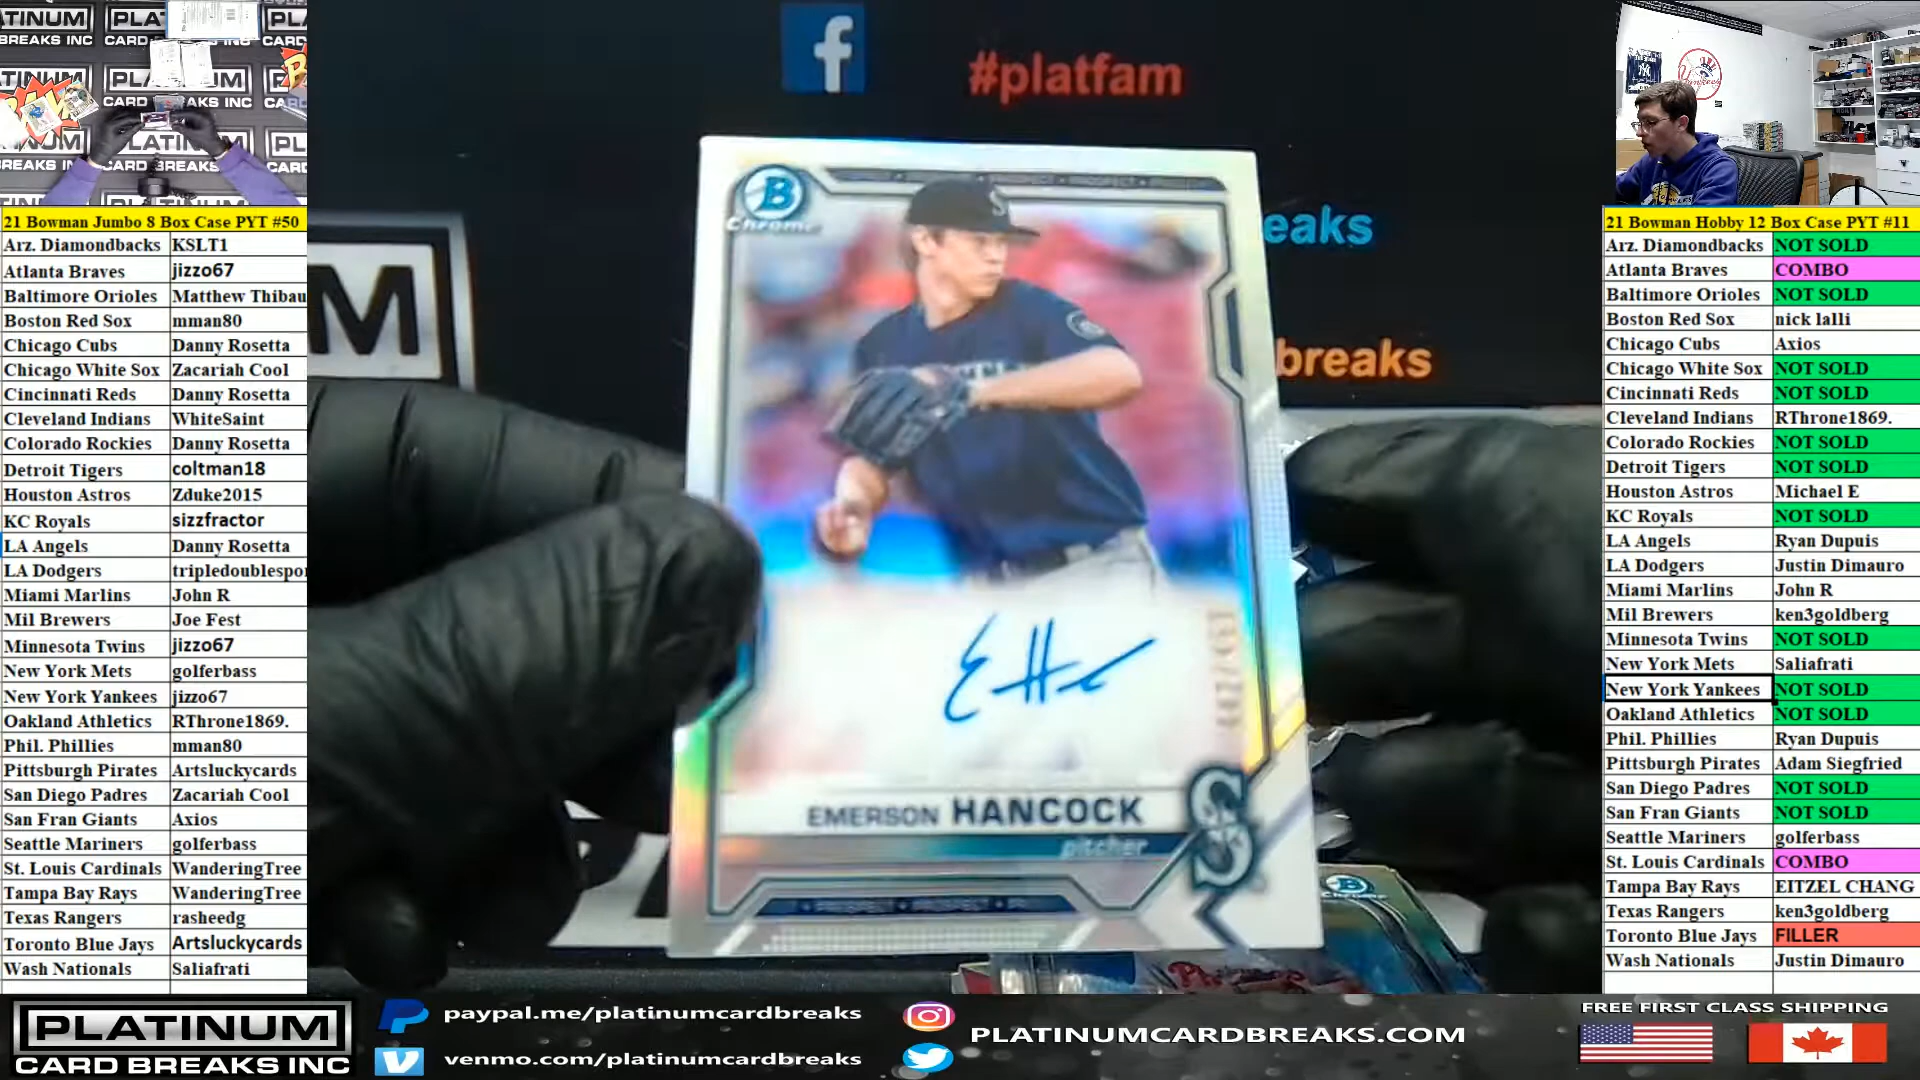 #platfam
eaks
breaks
B
Chrome
EMERSON HANCOCK
pitcher
21 Bowman Jumbo 8 Box Case PYT #50
Arz. Diamondbacks KSLT1
Atlanta Braves jizzo67
Baltimore Orioles Matthew Thibau
Boston Red Sox mman80
Chicago Cubs Danny Rosetta
Chicago White Sox Zacariah Cool
Cincinnati Reds Danny Rosetta
Cleveland Indians WhiteSaint
Colorado Rockies Danny Rosetta
Detroit Tigers coltman18
Houston Astros Zduke2015
KC Royals sizzfractor
LA Angels Danny Rosetta
LA Dodgers tripledoublespor
Miami Marlins John R
Mil Brewers Joe Fest
Minnesota Twins jizzo67
New York Mets golferbass
New York Yankees jizzo67
Oakland Athletics RThrone1869.
Phil. Phillies mman80
Pittsburgh Pirates Artsluckycards
San Diego Padres Zacariah Cool
San Fran Giants Axios
Seattle Mariners golferbass
St. Louis Cardinals WanderingTree
Tampa Bay Rays WanderingTree
Texas Rangers rasheedg
Toronto Blue Jays Artsluckycards
Wash Nationals Saliafrati
21 Bowman Hobby 12 Box Case PYT #11
Arz. Diamondbacks NOT SOLD
Atlanta Braves COMBO
Baltimore Orioles NOT SOLD
Boston Red Sox nick lalli
Chicago Cubs Axios
Chicago White Sox NOT SOLD
Cincinnati Reds NOT SOLD
Cleveland Indians RThrone1869.
Colorado Rockies NOT SOLD
Detroit Tigers NOT SOLD
Houston Astros Michael E
KC Royals NOT SOLD
LA Angels Ryan Dupuis
LA Dodgers Justin Dimauro
Miami Marlins John R
Mil Brewers ken3goldberg
Minnesota Twins NOT SOLD
New York Mets Saliafrati
New York Yankees NOT SOLD
Oakland Athletics NOT SOLD
Phil. Phillies Ryan Dupuis
Pittsburgh Pirates Adam Siegfried
San Diego Padres NOT SOLD
San Fran Giants NOT SOLD
Seattle Mariners golferbass
St. Louis Cardinals COMBO
Tampa Bay Rays EITZEL CHANG
Texas Rangers ken3goldberg
Toronto Blue Jays FILLER
Wash Nationals Justin Dimauro
PLATINUM
CARD BREAKS INC
paypal.me/platinumcardbreaks
venmo.com/platinumcardbreaks
PLATINUMCARDBREAKS.COM
FREE FIRST CLASS SHIPPING